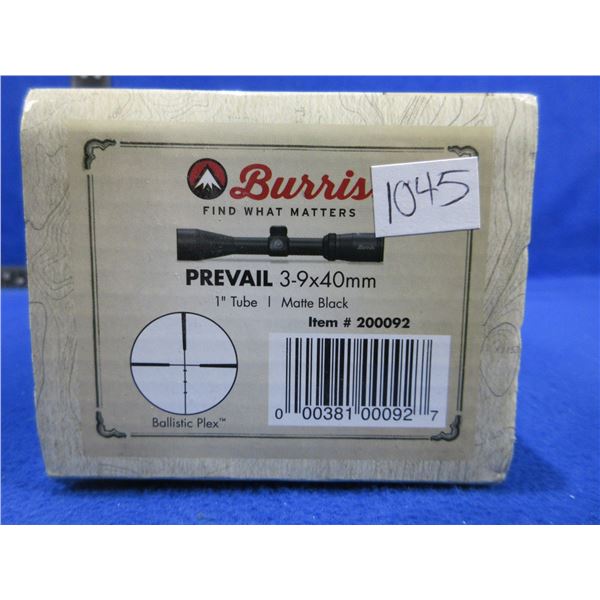 Burris
1045
FIND WHAT MATTERS
PREVAIL 3-9x40mm
1" Tube | Matte Black
Item # 200092
Ballistic Plex™
0 00381 00092 7